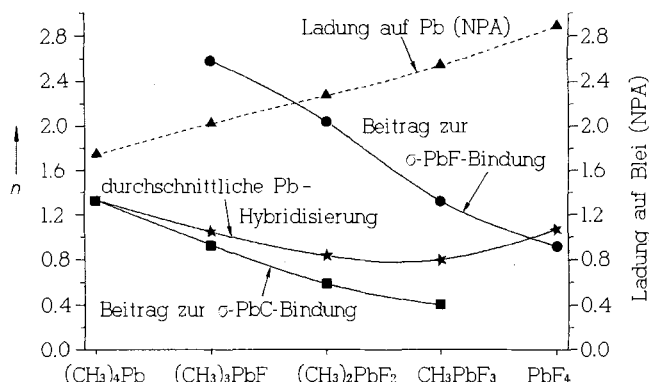 2.8
2.4
2.0
1.6
1.2
0.8
0.4
0.0
n
Ladung auf Pb (NPA)
Beitrag zur
σ-PbF-Bindung
durchschnittliche Pb-
Hybridisierung
Beitrag zur σ-PbC-Bindung
2.8
2.4
2.0
1.6
1.2
0.8
0.4
0.0
Ladung auf Blei (NPA)
(CH₃)₄Pb (CH₃)₃PbF (CH₃)₂PbF₂ CH₃PbF₃ PbF₄